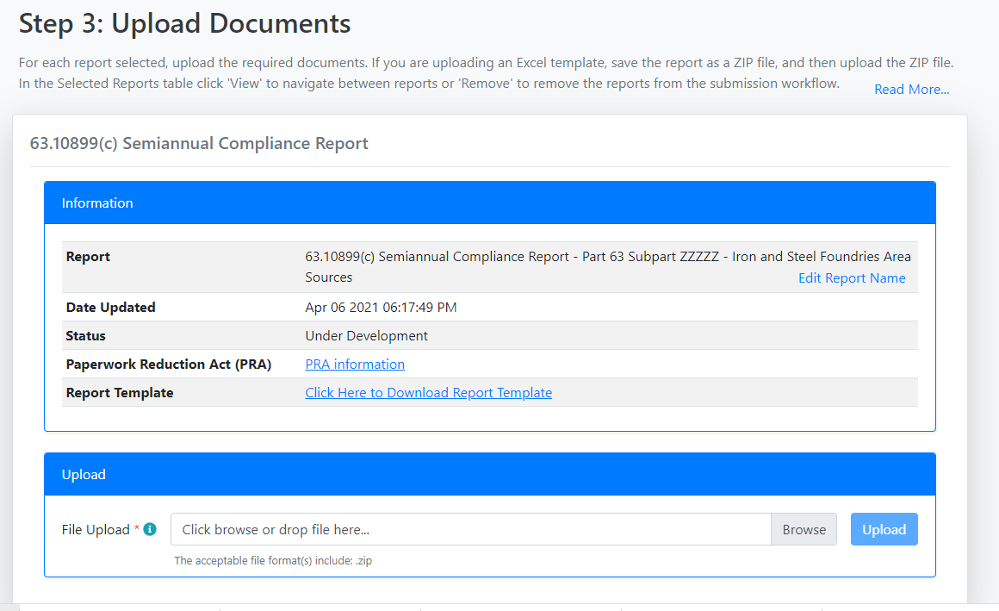 Step 3: Upload Documents
For each report selected, upload the required documents. If you are uploading an Excel template, save the report as a ZIP file, and then upload the ZIP file.
In the Selected Reports table click 'View' to navigate between reports or 'Remove' to remove the reports from the submission workflow.
Read More...
63.10899(c) Semiannual Compliance Report
Information
Report 63.10899(c) Semiannual Compliance Report - Part 63 Subpart ZZZZZ - Iron and Steel Foundries Area
Sources Edit Report Name
Date Updated Apr 06 2021 06:17:49 PM
Status Under Development
Paperwork Reduction Act (PRA) PRA information
Report Template Click Here to Download Report Template
Upload
File Upload * Click browse or drop file here... Browse Upload
The acceptable file format(s) include: .zip